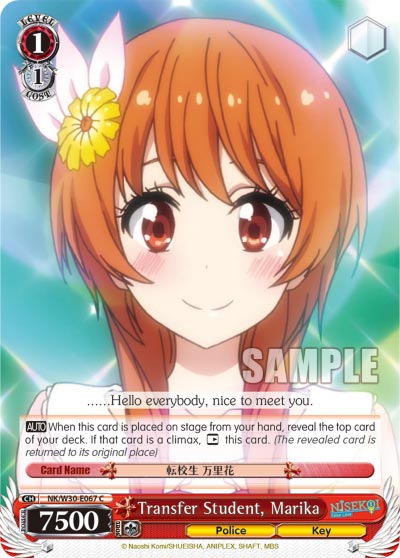 LEVEL
1
1
COST
SAMPLE
......Hello everybody, nice to meet you.
AUTO When this card is placed on stage from your hand, reveal the top card
of your deck. If that card is a climax, this card gets
(The revealed card is
returned to its original place)
Card Name 転校生 万里花
CH NK/W30-E067 C
POWER 7500
Transfer Student, Marika
NISEKOI
Police Key
© Naoshi Komi/SHUEISHA, ANIPLEX, SHAFT, MBS